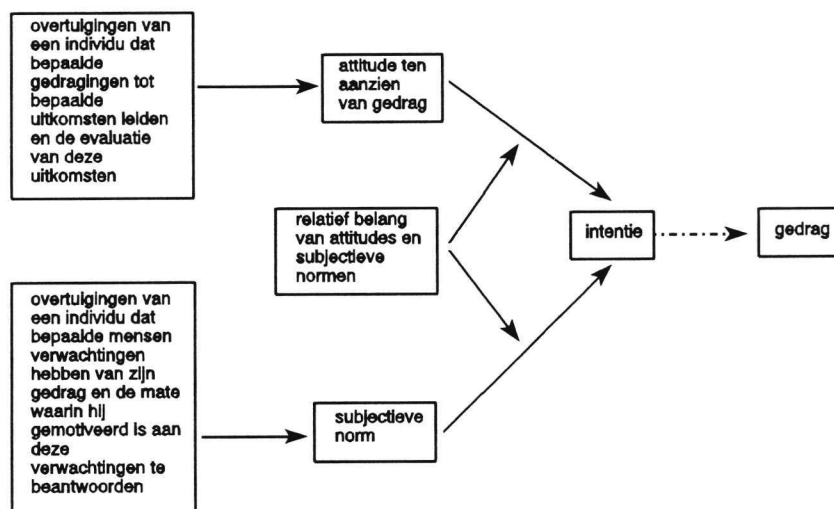 overtuigingen van
een individu dat
bepaalde
gedragingen tot
bepaalde
uitkomsten leiden
en de evaluatie
van deze
uitkomsten
attitude ten
aanzien
van gedrag
relatief belang
van attitudes en
subjectieve
normen
intentie
gedrag
overtuigingen van
een individu dat
bepaalde mensen
verwachtingen
hebben van zijn
gedrag en de mate
waarin hij
gemotiveerd is aan
deze
verwachtingen te
beantwoorden
subjectieve
norm